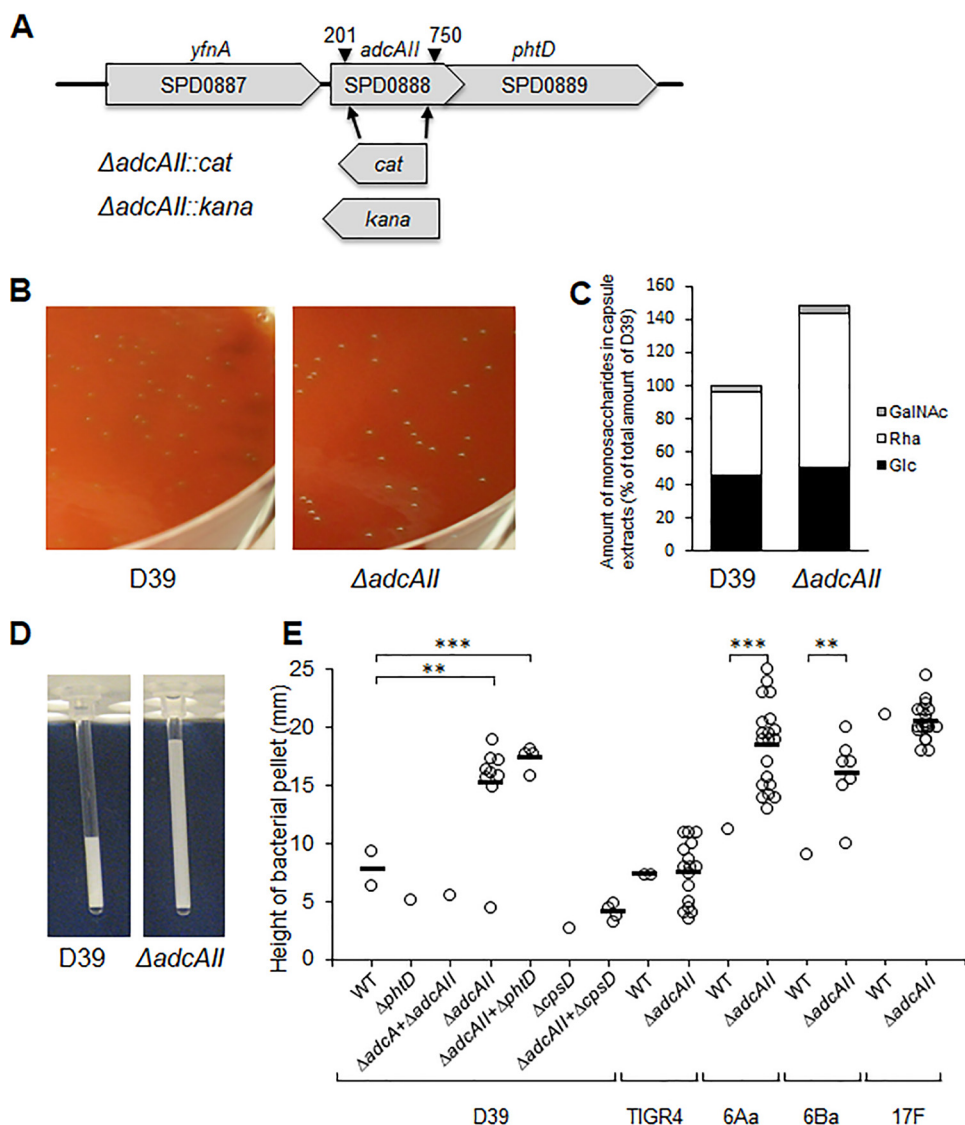 A
yfnA
201
adcAII
750
phtD
SPD0887
SPD0888
SPD0889
ΔadcAII::cat
cat
ΔadcAII::kana
kana
B
D39
ΔadcAII
C
Amount of monosaccharides in capsule
extracts (% of total amount of D39)
160
140
120
100
80
60
40
20
0
GalNAc
Rha
Glc
D39
ΔadcAII
D
D39
ΔadcAII
E
Height of bacterial pellet (mm)
25
20
15
10
5
0
***
**
***
**
WT
ΔphtD
ΔadcA+ΔadcAII
ΔadcAII
ΔadcAII+ΔphtD
ΔcpsD
ΔadcAII+ΔcpsD
WT
ΔadcAII
WT
ΔadcAII
WT
ΔadcAII
WT
ΔadcAII
D39
TIGR4
6Aa
6Ba
17F